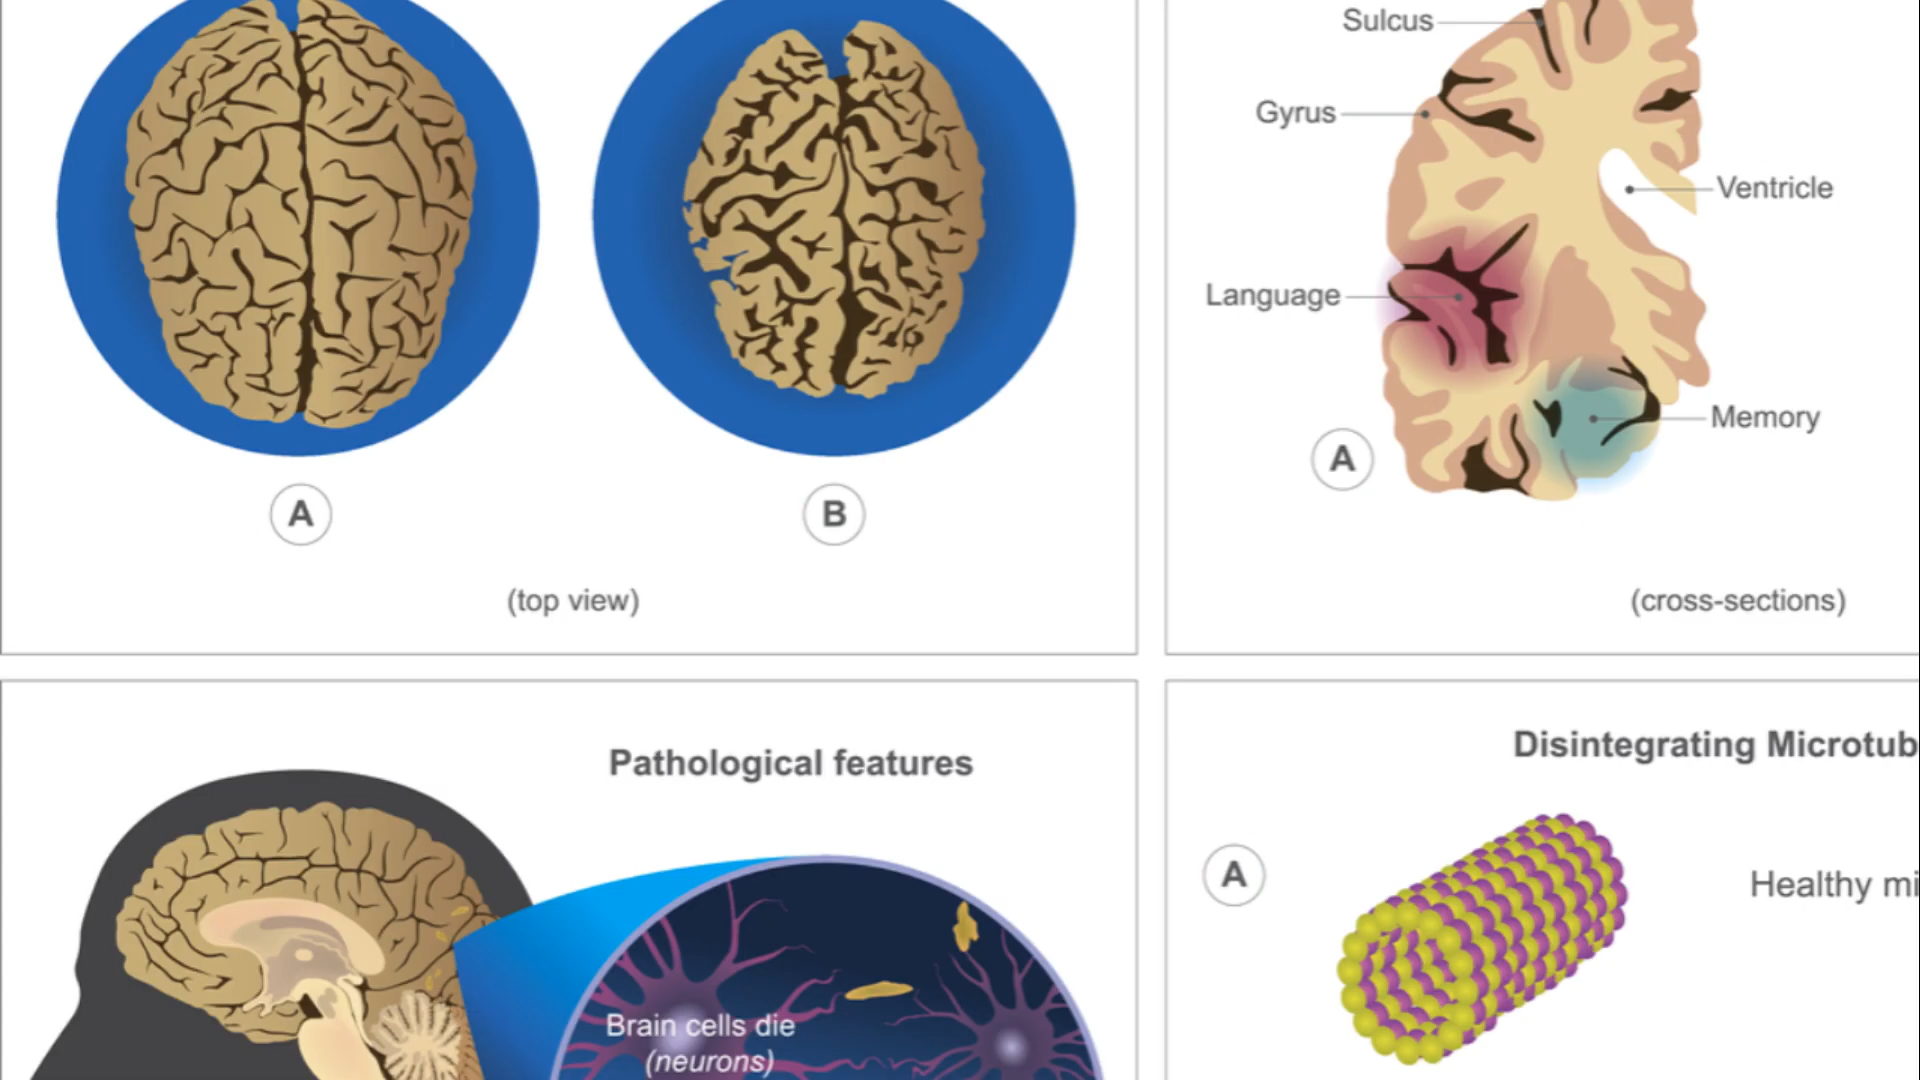 A
B
(top view)
Sulcus
Gyrus
Ventricle
Language
Memory
A
(cross-sections)
Pathological features
Brain cells die
(neurons)
Disintegrating Microtub
A
Healthy mi